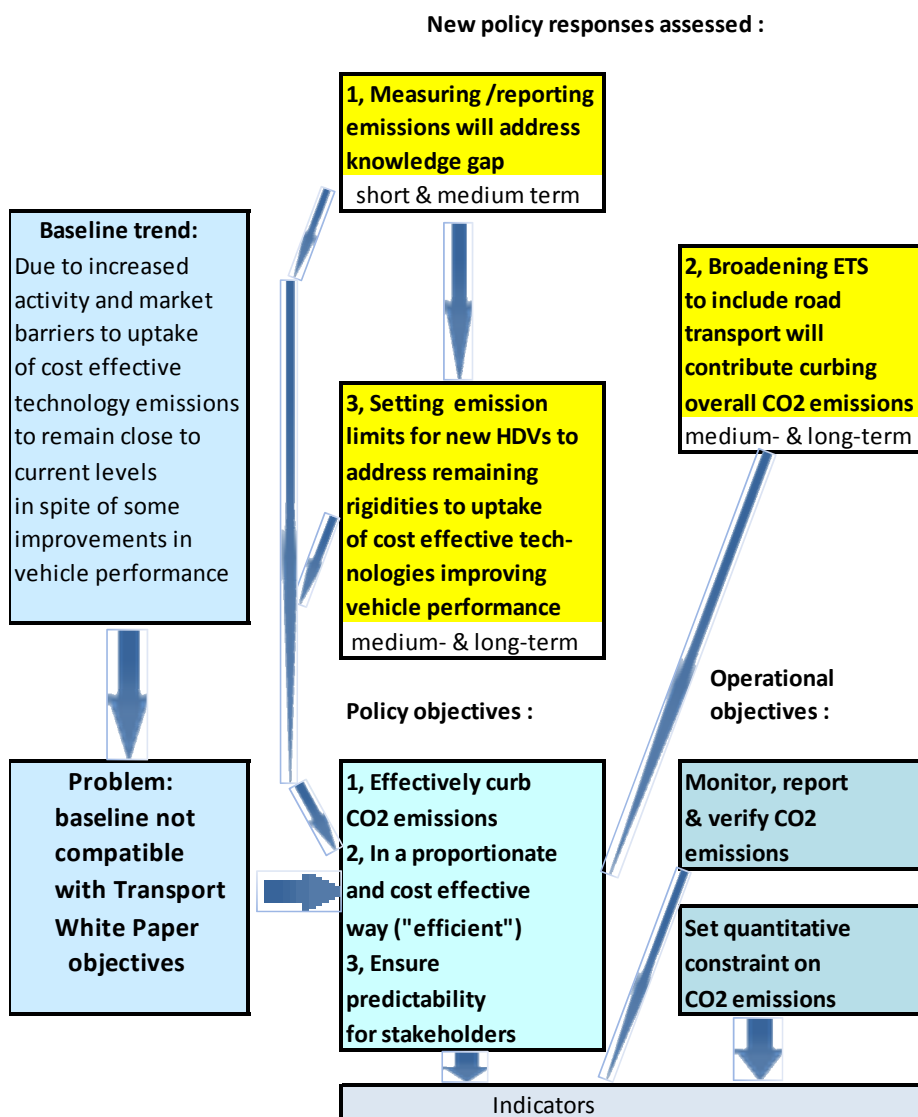 New policy responses assessed :
1, Measuring /reporting
emissions will address
knowledge gap
short & medium term
Baseline trend:
Due to increased
activity and market
barriers to uptake
of cost effective
technology emissions
to remain close to
current levels
in spite of some
improvements in
vehicle performance
2, Broadening ETS
to include road
transport will
contribute curbing
overall CO2 emissions
medium- & long-term
3, Setting emission
limits for new HDVs to
address remaining
rigidities to uptake
of cost effective tech-
nologies improving
vehicle performance
medium- & long-term
Policy objectives :
Operational
objectives :
Problem:
baseline not
compatible
with Transport
White Paper
objectives
1, Effectively curb
CO2 emissions
2, In a proportionate
and cost effective
way ("efficient")
3, Ensure
predictability
for stakeholders
Monitor, report
& verify CO2
emissions
Set quantitative
constraint on
CO2 emissions
Indicators